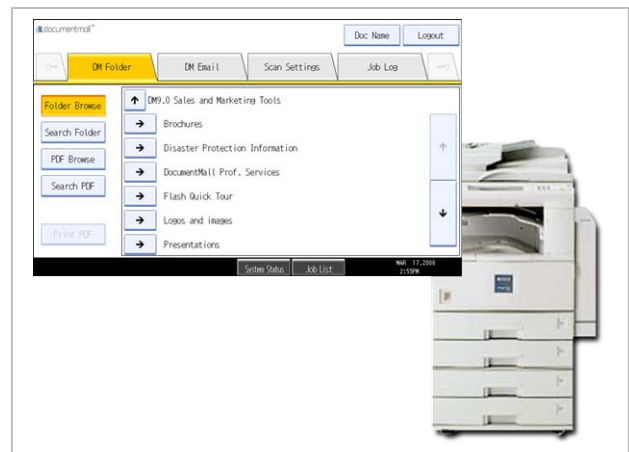 documentmall™
Doc Name
Logout
DM Folder
DM Email
Scan Settings
Job Log
Folder Browse
Search Folder
PDF Browse
Search PDF
Print PDF
DM9.0 Sales and Marketing Tools
Brochures
Disaster Protection Information
DocumentMall Prof. Services
Flash Quick Tour
Logos and images
Presentations
System Status
Job List
MAR 17,2008
2:55PM